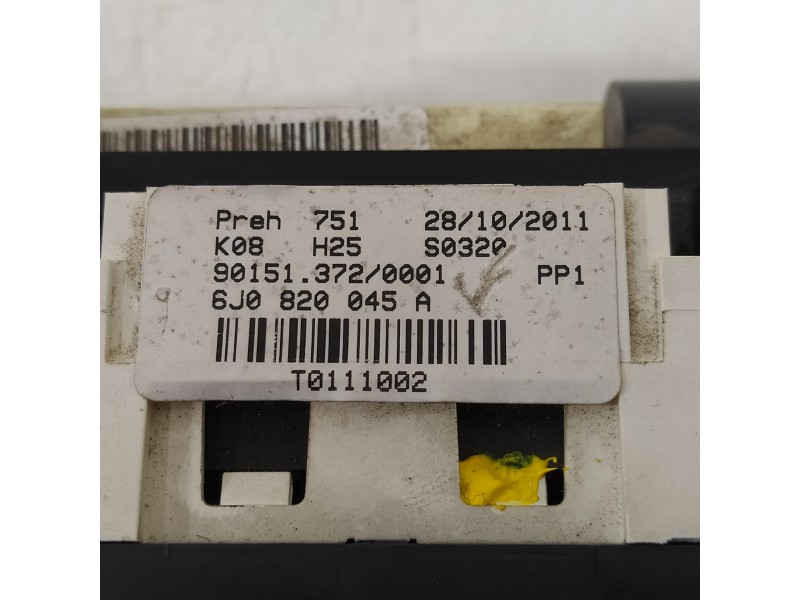 Preh 751 28/10/2011
K08 H25 S0320
90151.372/0001 PP1
6J0 820 045 A
T0111002